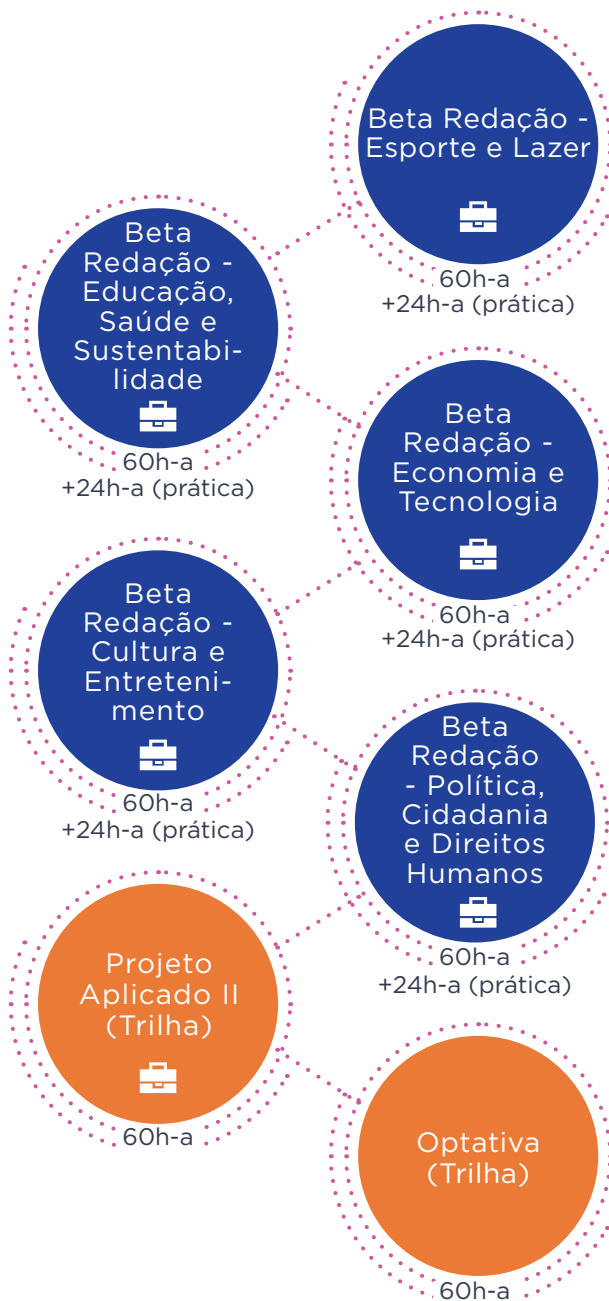 Beta Redação -
Esporte e Lazer
60h-a
+24h-a (prática)
Beta
Redação -
Educação,
Saúde e
Sustentabi-
lidade
60h-a
+24h-a (prática)
Beta
Redação -
Economia e
Tecnologia
60h-a
+24h-a (prática)
Beta
Redação -
Cultura e
Entreteni-
mento
60h-a
+24h-a (prática)
Beta
Redação
- Política,
Cidadania
e Direitos
Humanos
60h-a
+24h-a (prática)
Projeto
Aplicado II
(Trilha)
60h-a
Optativa
(Trilha)
60h-a